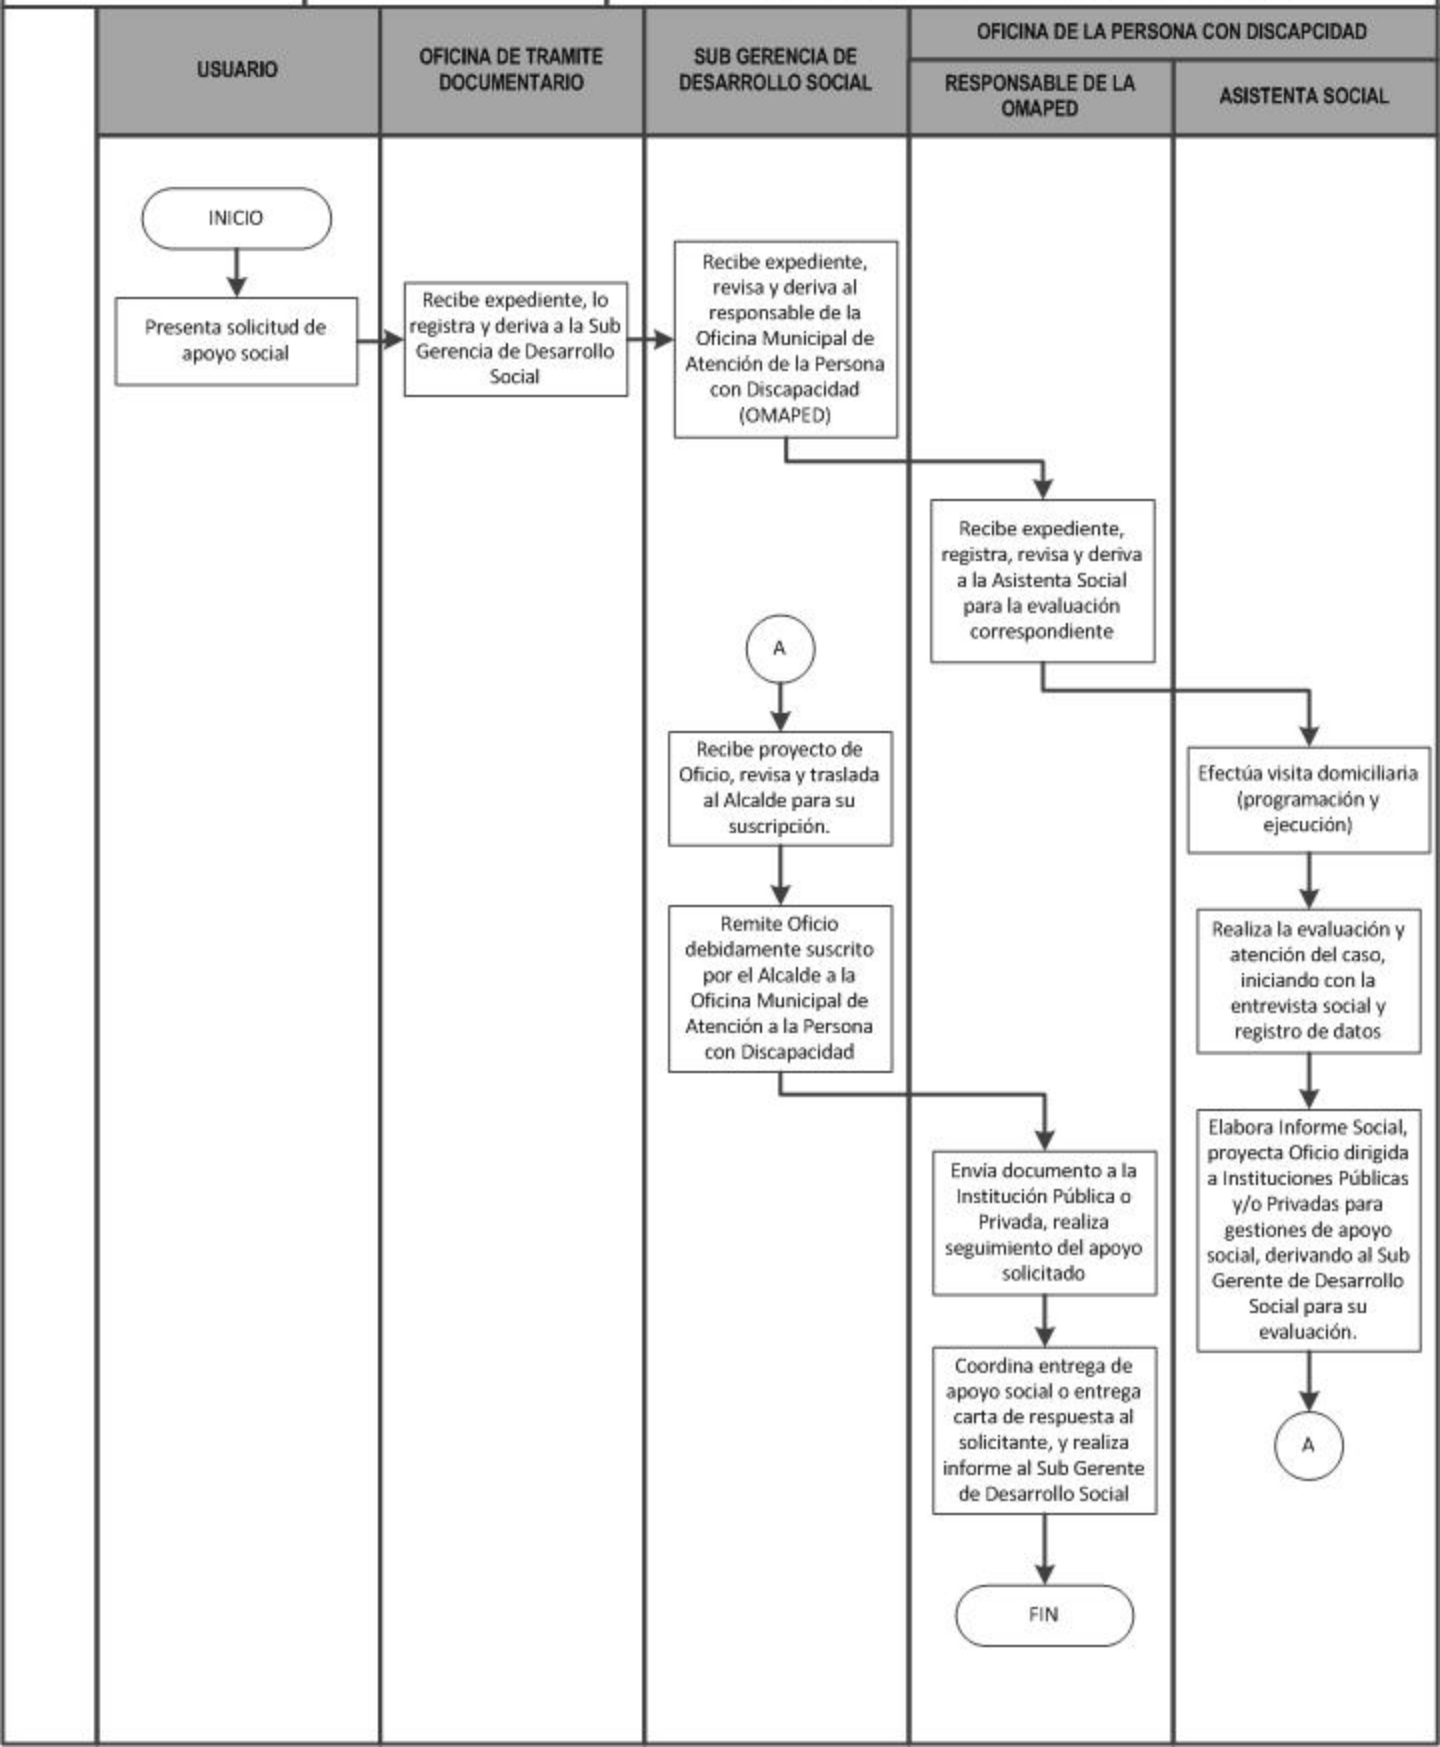 USUARIO
OFICINA DE TRAMITE
DOCUMENTARIO
SUB GERENCIA DE
DESARROLLO SOCIAL
OFICINA DE LA PERSONA CON DISCAPCIDAD
RESPONSABLE DE LA
OMAPED
ASISTENTA SOCIAL
INICIO
Presenta solicitud de
apoyo social
Recibe expediente, lo
registra y deriva a la Sub
Gerencia de Desarrollo
Social
Recibe expediente,
revisa y deriva al
responsable de la
Oficina Municipal de
Atención de la Persona
con Discapacidad
(OMAPED)
Recibe expediente,
registra, revisa y deriva
a la Asistenta Social
para la evaluación
correspondiente
Efectúa visita domiciliaria
(programación y
ejecución)
Realiza la evaluación y
atención del caso,
iniciando con la
entrevista social y
registro de datos
Elabora Informe Social,
proyecta Oficio dirigida
a Instituciones Públicas
y/o Privadas para
gestiones de apoyo
social, derivando al Sub
Gerente de Desarrollo
Social para su
evaluación.
A
A
Recibe proyecto de
Oficio, revisa y traslada
al Alcalde para su
suscripción.
Remite Oficio
debidamente suscrito
por el Alcalde a la
Oficina Municipal de
Atención a la Persona
con Discapacidad
Envía documento a la
Institución Pública o
Privada, realiza
seguimiento del apoyo
solicitado
Coordina entrega de
apoyo social o entrega
carta de respuesta al
solicitante, y realiza
informe al Sub Gerente
de Desarrollo Social
FIN